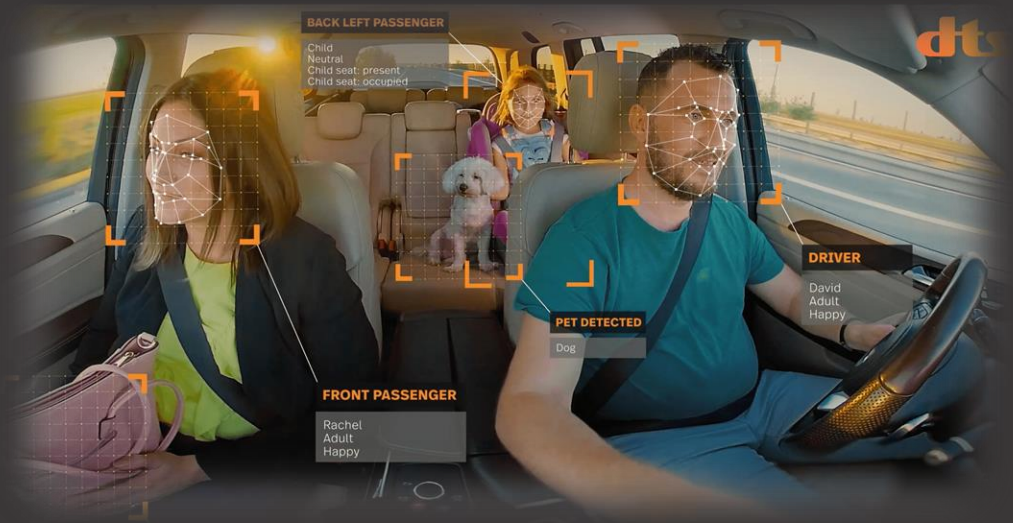 BACK LEFT PASSENGER
Child
Neutral
Child seat: present
Child seat: occupied
dts
DRIVER
David
Adult
Happy
PET DETECTED
Dog
FRONT PASSENGER
Rachel
Adult
Happy